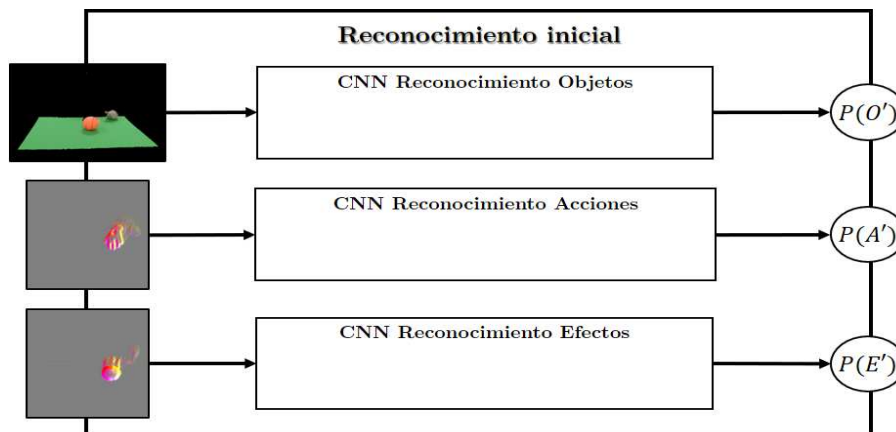 Reconocimiento inicial
CNN Reconocimiento Objetos
P(O')
CNN Reconocimiento Acciones
P(A')
CNN Reconocimiento Efectos
P(E')